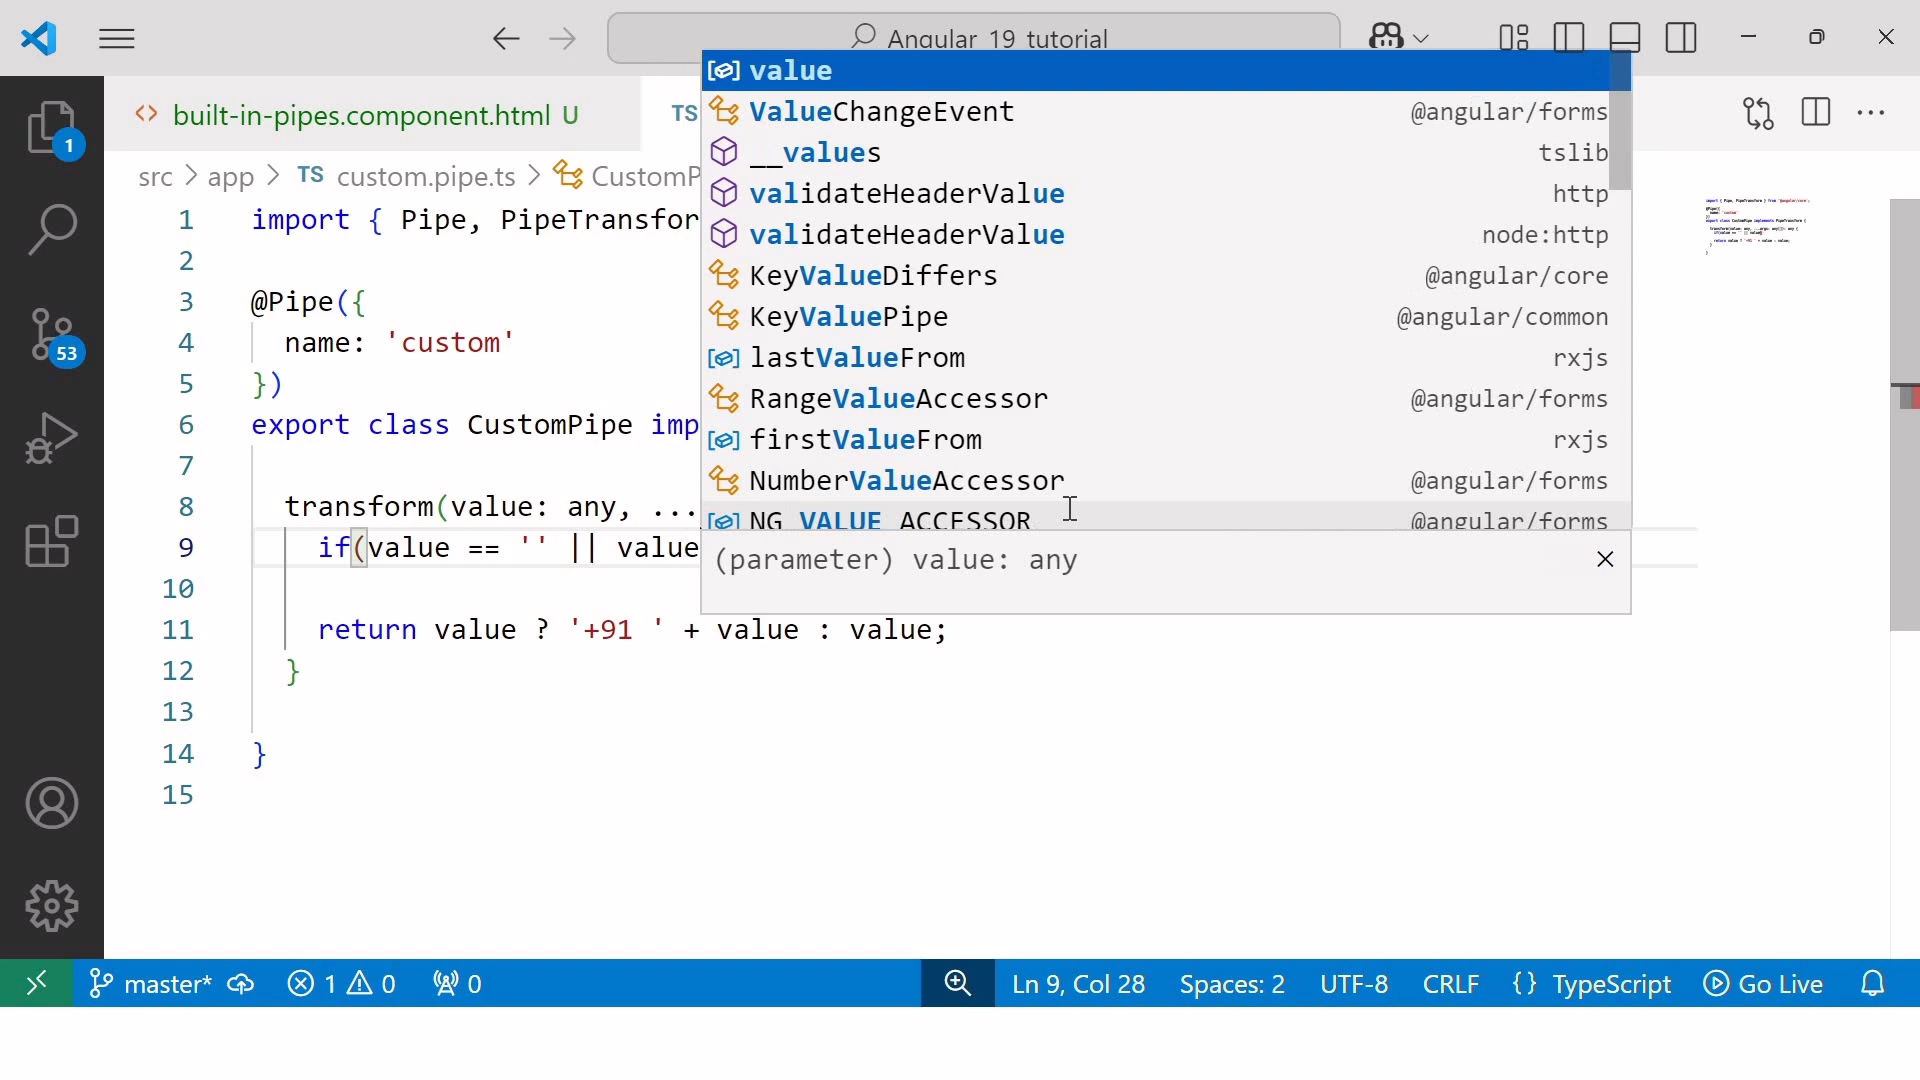 Angular 19 tutorial
built-in-pipes.component.html U
TS
src > app > TS custom.pipe.ts > CustomP
1 import { Pipe, PipeTransfor
2
3 @Pipe({
4 name: 'custom'
5 })
6 export class CustomPipe imp
7
8 transform(value: any, ...
9 if(value == '' || value
10
11 return value ? '+91 ' + value : value;
12 }
13
14 }
15
value
ValueChangeEvent @angular/forms
__values tslib
validateHeaderValue http
validateHeaderValue node:http
KeyValueDiffers @angular/core
KeyValuePipe @angular/common
lastValueFrom rxjs
RangeValueAccessor @angular/forms
firstValueFrom rxjs
NumberValueAccessor @angular/forms
NG_VALUE_ACCESSOR @angular/forms
(parameter) value: any
1
53
master* 1 0 0 Ln 9, Col 28 Spaces: 2 UTF-8 CRLF {} TypeScript Go Live